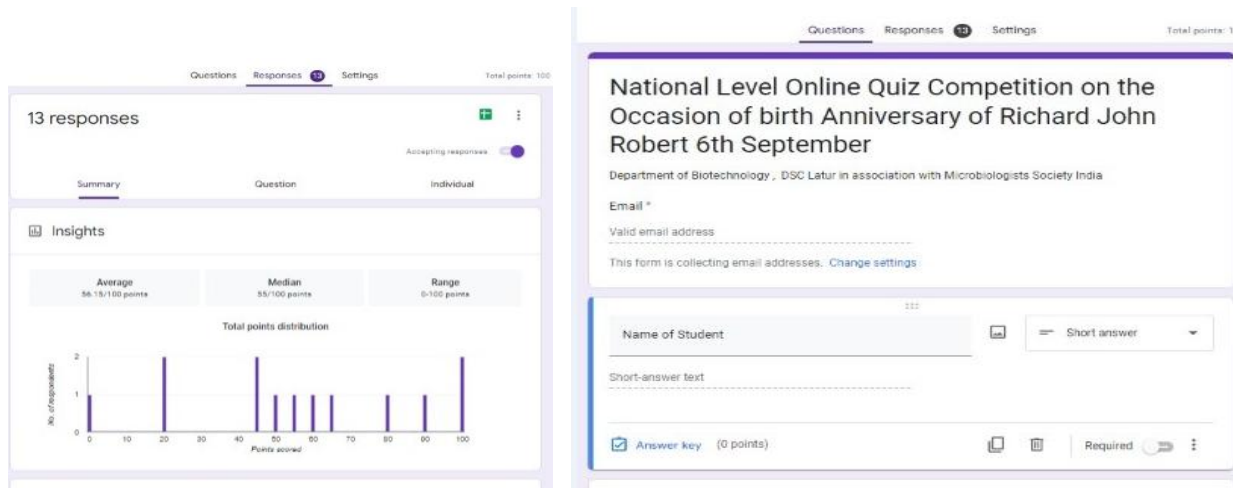 Questions Responses 13 Settings Total points: 100
13 responses
Accepting responses
Summary Question Individual
Insights
Average Median Range
56.15/100 points 55/100 points 0-100 points
Total points distribution
No. of respondents
2
1
0
0 10 20 30 40 50 60 70 80 90 100
Points scored
Questions Responses 13 Settings Total points: 1
National Level Online Quiz Competition on the
Occasion of birth Anniversary of Richard John
Robert 6th September
Department of Biotechnology , DSC Latur in association with Microbiologists Society India
Email *
Valid email address
This form is collecting email addresses. Change settings
Name of Student
Short answer
Short-answer text
Answer key (0 points) Required